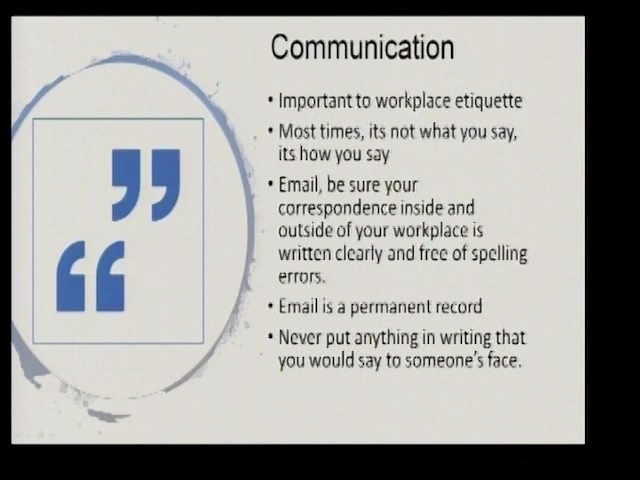 Communication
• Important to workplace etiquette
• Most times, its not what you say,
its how you say
• Email, be sure your
correspondence inside and
outside of your workplace is
written clearly and free of spelling
errors.
• Email is a permanent record
• Never put anything in writing that
you would say to someone's face.